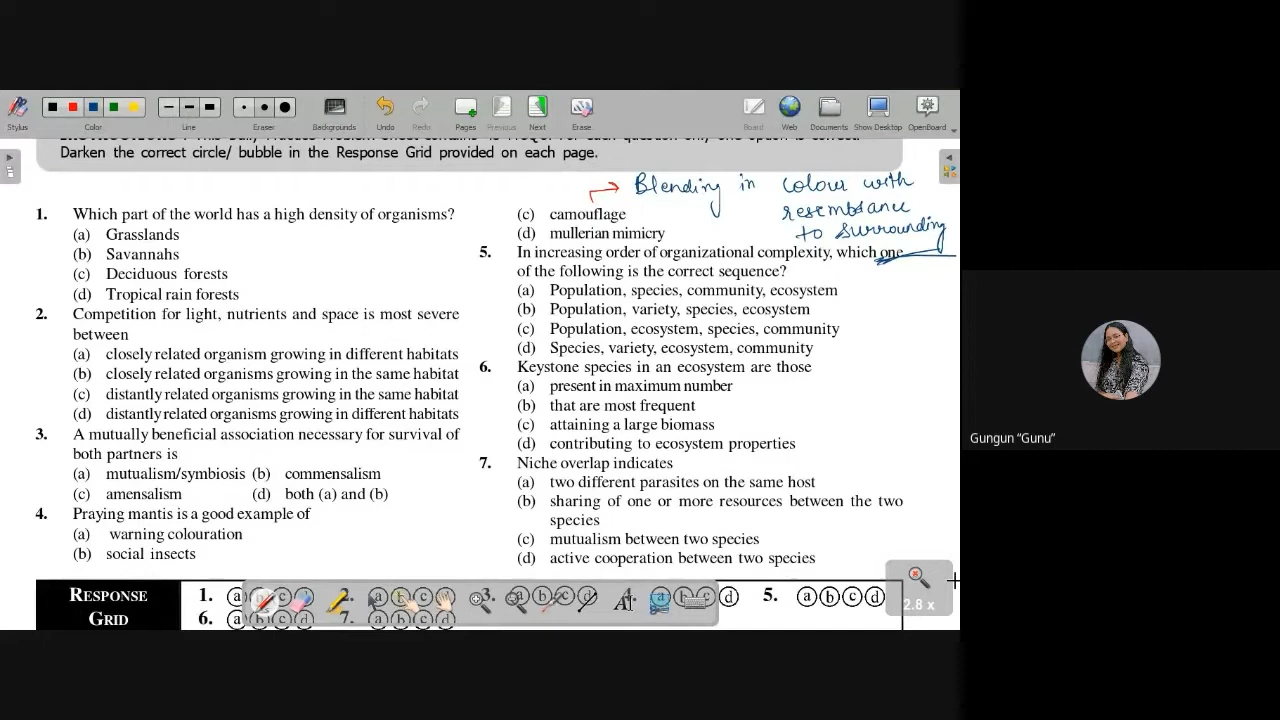 Stylus
Color
Line
Eraser
Backgrounds
Undo
Redo
Pages
Previous
Next
Erase
Board
Web
Documents
Show Desktop
OpenBoard
Darken the correct circle/ bubble in the Response Grid provided on each page.
1. Which part of the world has a high density of organisms?
(a) Grasslands
(b) Savannahs
(c) Deciduous forests
(d) Tropical rain forests
2. Competition for light, nutrients and space is most severe
between
(a) closely related organism growing in different habitats
(b) closely related organisms growing in the same habitat
(c) distantly related organisms growing in the same habitat
(d) distantly related organisms growing in different habitats
3. A mutually beneficial association necessary for survival of
both partners is
(a) mutualism/symbiosis (b) commensalism
(c) amensalism (d) both (a) and (b)
4. Praying mantis is a good example of
(a) warning colouration
(b) social insects
Blending in colour with
resemblance
to surrounding
(c) camouflage
(d) mullerian mimicry
5. In increasing order of organizational complexity, which one
of the following is the correct sequence?
(a) Population, species, community, ecosystem
(b) Population, variety, species, ecosystem
(c) Population, ecosystem, species, community
(d) Species, variety, ecosystem, community
6. Keystone species in an ecosystem are those
(a) present in maximum number
(b) that are most frequent
(c) attaining a large biomass
(d) contributing to ecosystem properties
7. Niche overlap indicates
(a) two different parasites on the same host
(b) sharing of one or more resources between the two
species
(c) mutualism between two species
(d) active cooperation between two species
RESPONSE
GRID
1. a b c d 2. a b c d 3. a b c d 4. a b c d 5. a b c d
6. a b c d 7. a b c d
2.8 x
Gungun "Gunu"